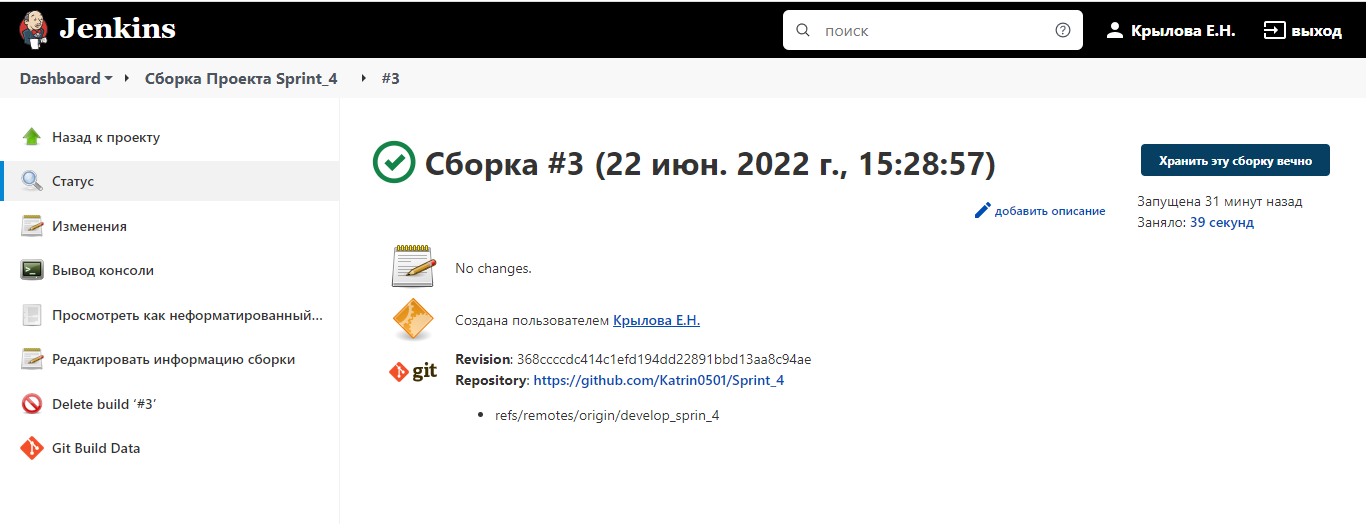 Jenkins
поиск
Крылова Е.Н.
выход
Dashboard
Сборка Проекта Sprint_4
#3
Назад к проекту
Статус
Изменения
Вывод консоли
Просмотреть как неформатированный...
Редактировать информацию сборки
Delete build ‘#3’
Git Build Data
Сборка #3 (22 июн. 2022 г., 15:28:57)
Хранить эту сборку вечно
добавить описание
Запущена 31 минут назад
Заняло: 39 секунд
No changes.
Создана пользователем Крылова Е.Н.
git
Revision: 368ccccdc414c1efd194dd22891bbd13aa8c94ae
Repository: https://github.com/Katrin0501/Sprint_4
refs/remotes/origin/develop_sprin_4